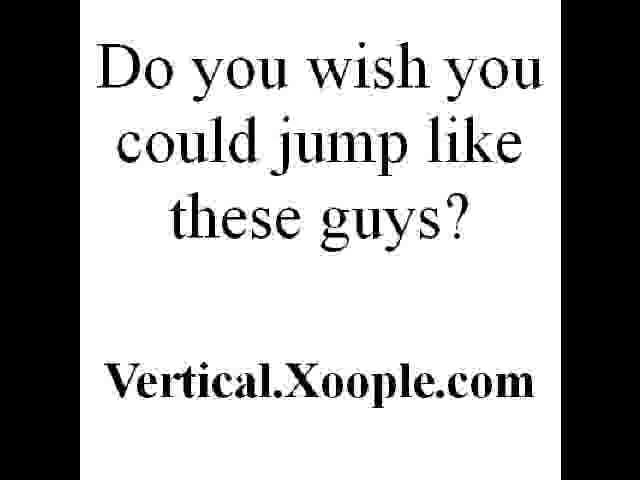 Do you wish you
could jump like
these guys?
Vertical.Xoople.com